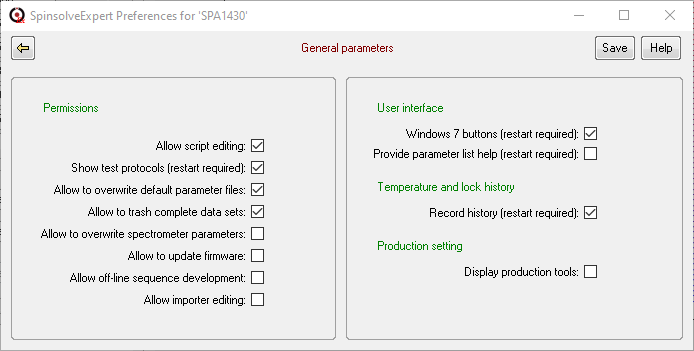 SpinsolveExpert Preferences for 'SPA1430'
General parameters
Save
Help
Permissions
Allow script editing:
Show test protocols (restart required):
Allow to overwrite default parameter files:
Allow to trash complete data sets:
Allow to overwrite spectrometer parameters:
Allow to update firmware:
Allow off-line sequence development:
Allow importer editing:
User interface
Windows 7 buttons (restart required):
Provide parameter list help (restart required):
Temperature and lock history
Record history (restart required):
Production setting
Display production tools: